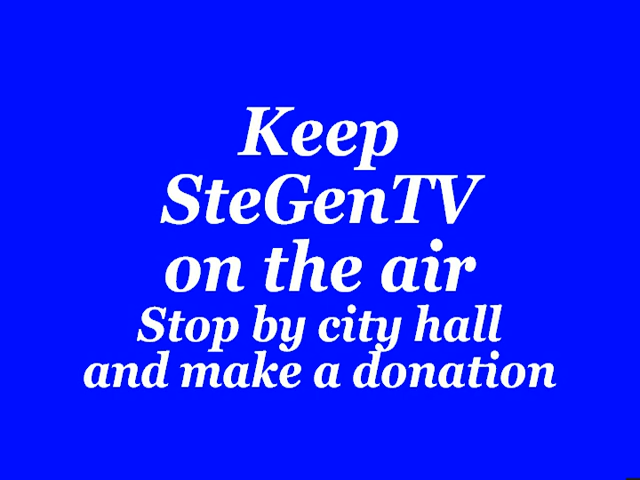 Keep
SteGenTV
on the air
Stop by city hall
and make a donation